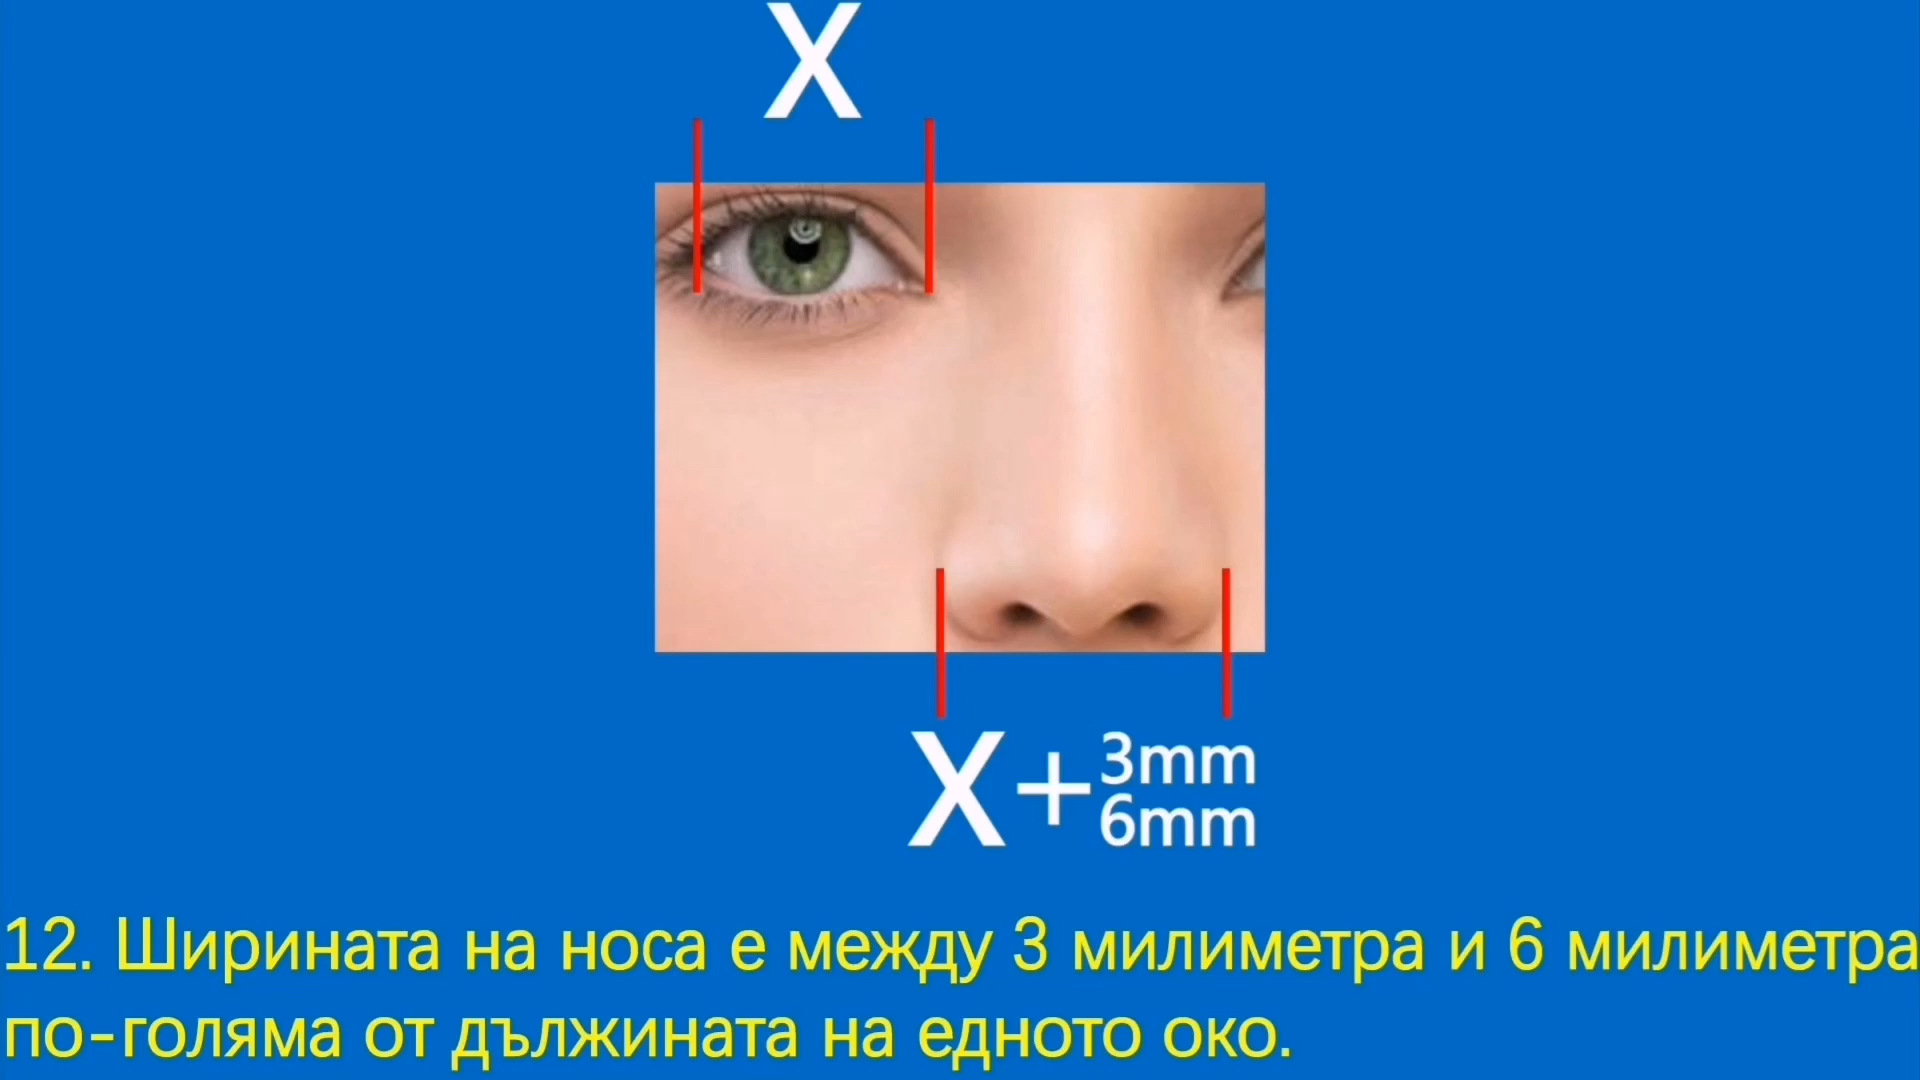 X
X+3mm
6mm
12. Ширината на носа е между 3 милиметра и 6 милиметра
по-голяма от дължината на едното око.